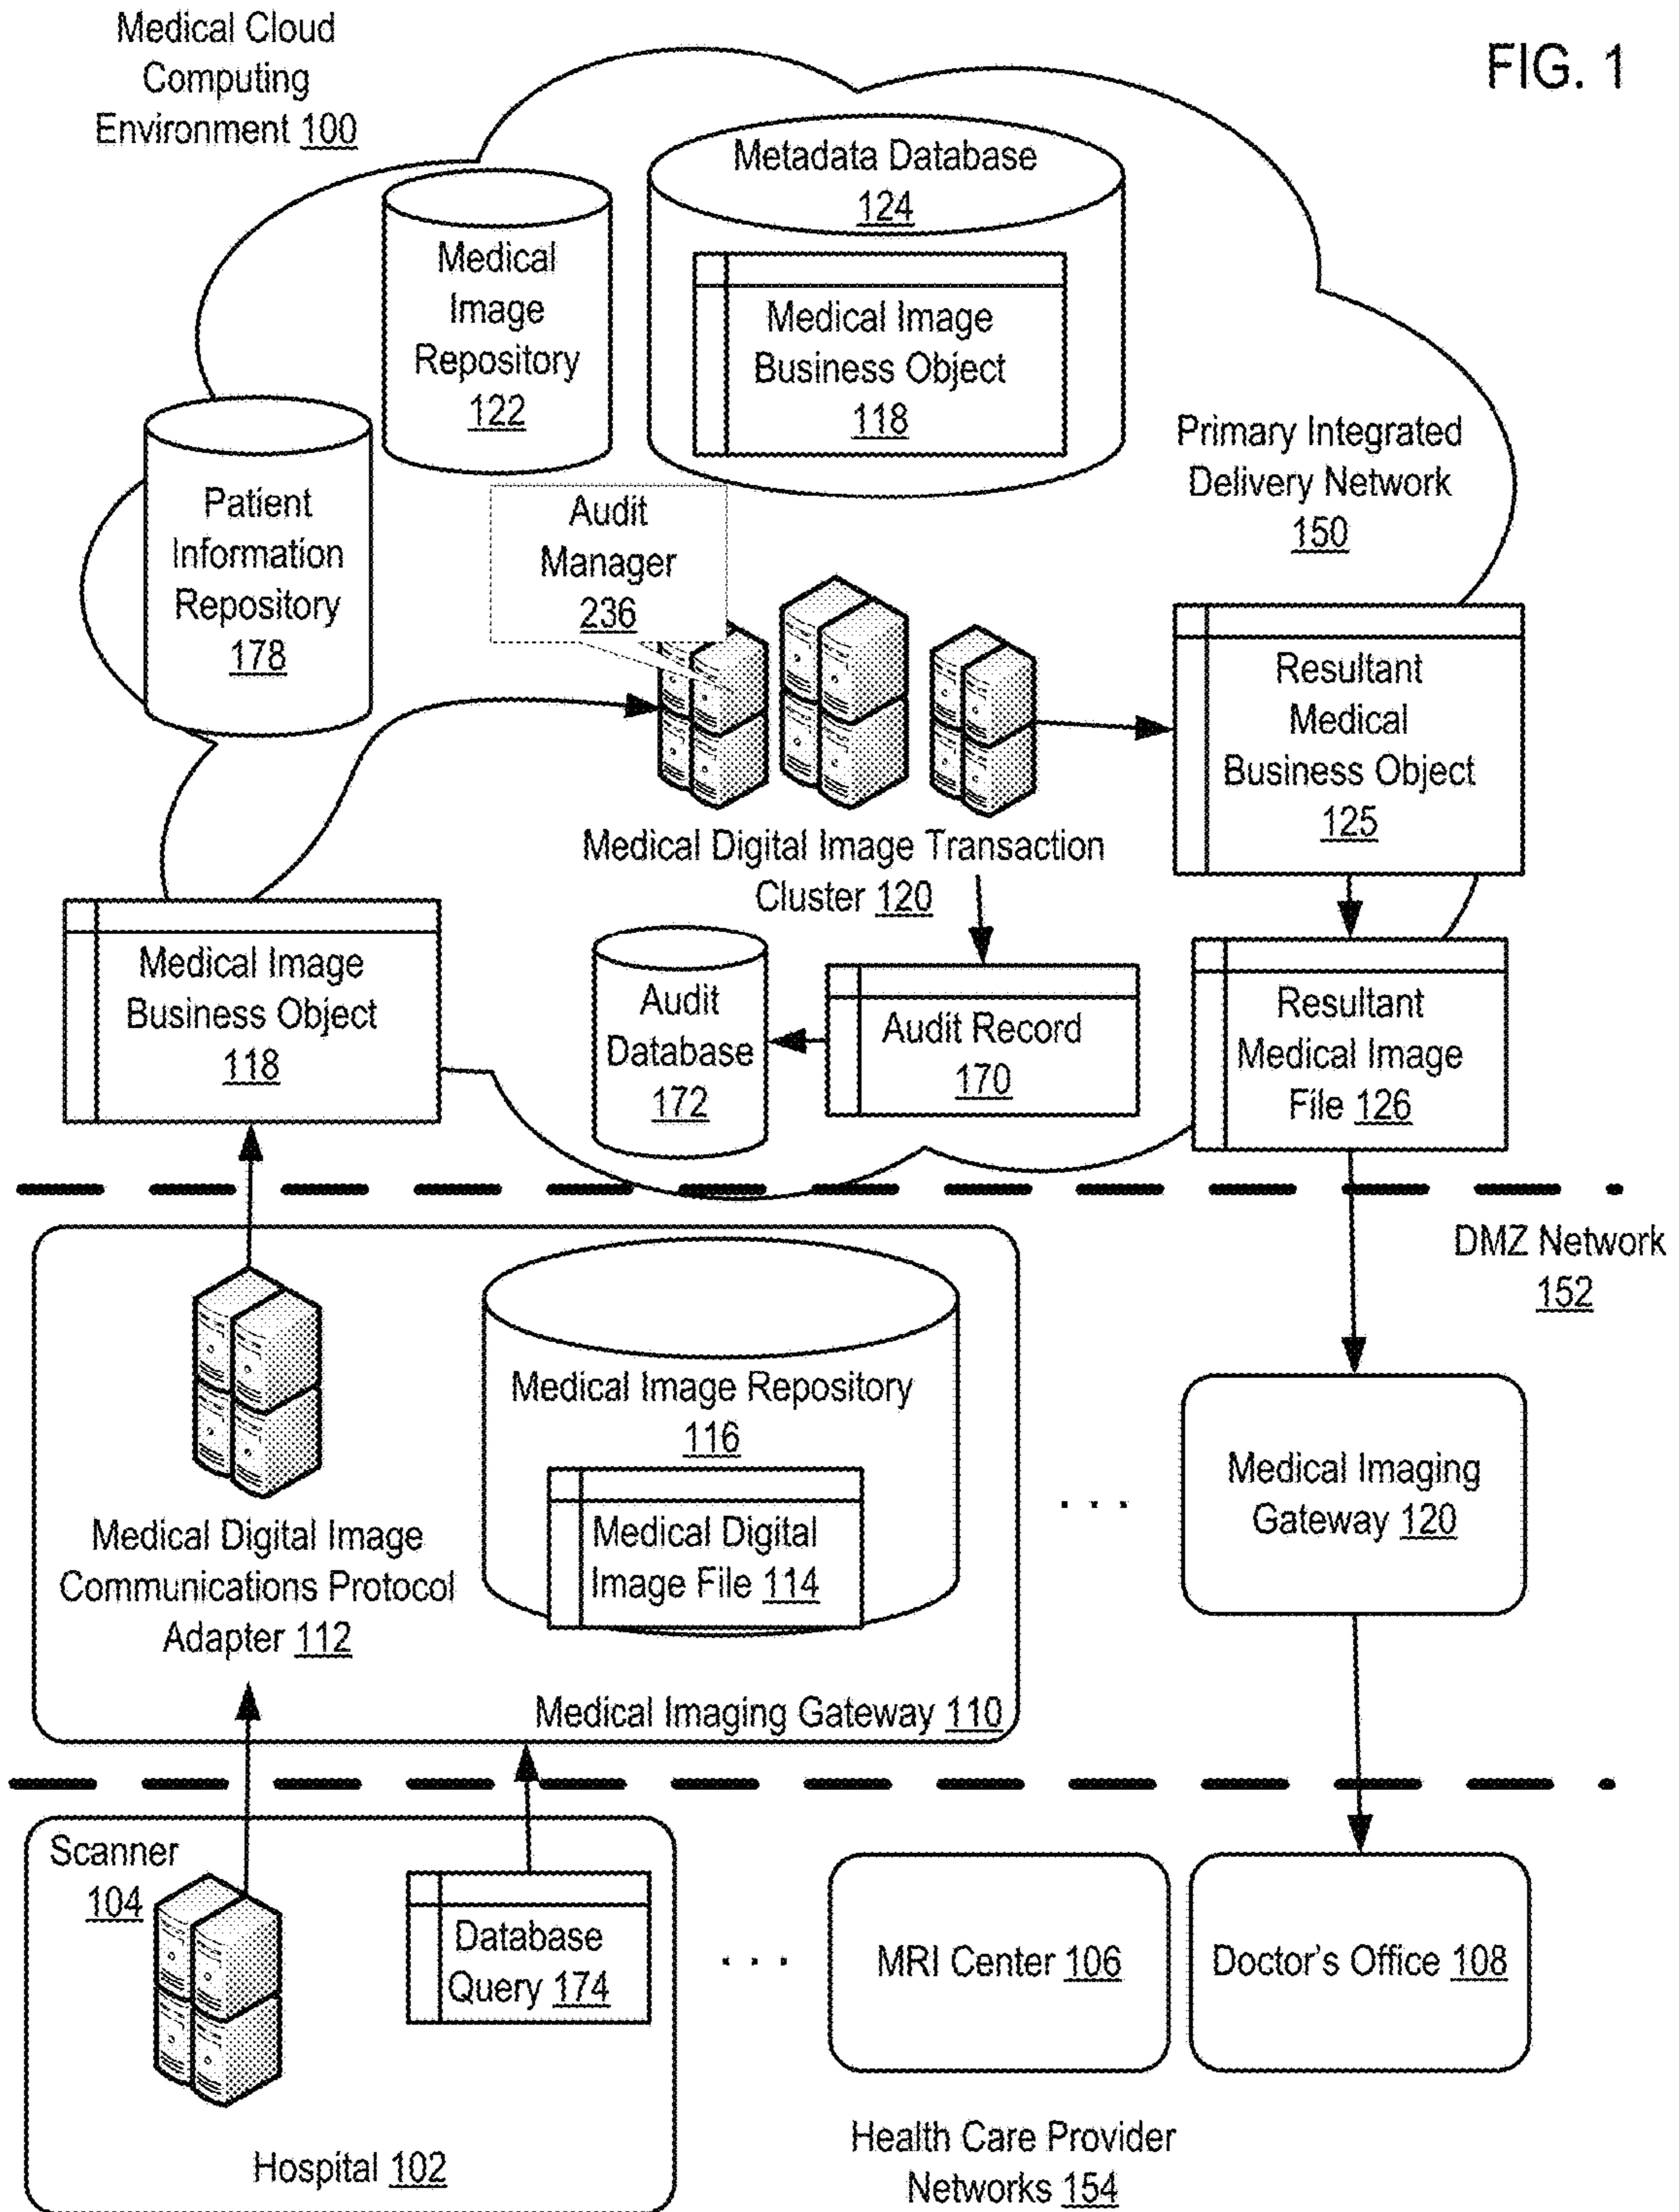 Medical Cloud
Computing
Environment 100
FIG. 1
Metadata Database
124
Medical
Image
Repository
122
Medical Image
Business Object
118
Primary Integrated
Delivery Network
150
Patient
Information
Repository
178
Audit
Manager
236
Resultant
Medical
Business Object
125
Medical Digital Image Transaction
Cluster 120
Medical Image
Business Object
118
Audit
Database
172
Audit Record
170
Resultant
Medical Image
File 126
DMZ Network
152
Medical Image Repository
116
Medical Digital
Image File 114
Medical Digital Image
Communications Protocol
Adapter 112
. . .
Medical Imaging
Gateway 120
Medical Imaging Gateway 110
Scanner
104
Database
Query 174
. . .
MRI Center 106
Doctor's Office 108
Hospital 102
Health Care Provider
Networks 154